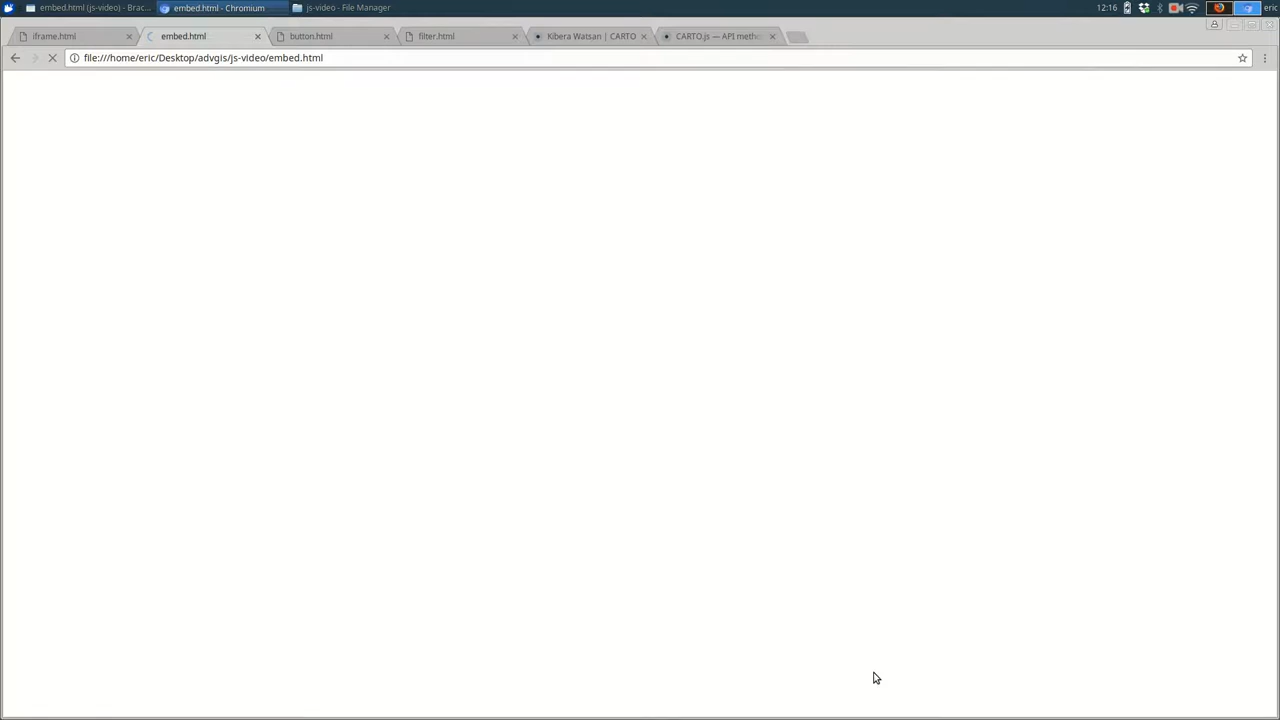 embed.html (js-video) - Brac...
embed.html - Chromium
js-video - File Manager
12:16
eric
iframe.html
embed.html
button.html
filter.html
Kibera Watsan | CARTO
CARTO.js — API metho
file:///home/eric/Desktop/advgis/js-video/embed.html